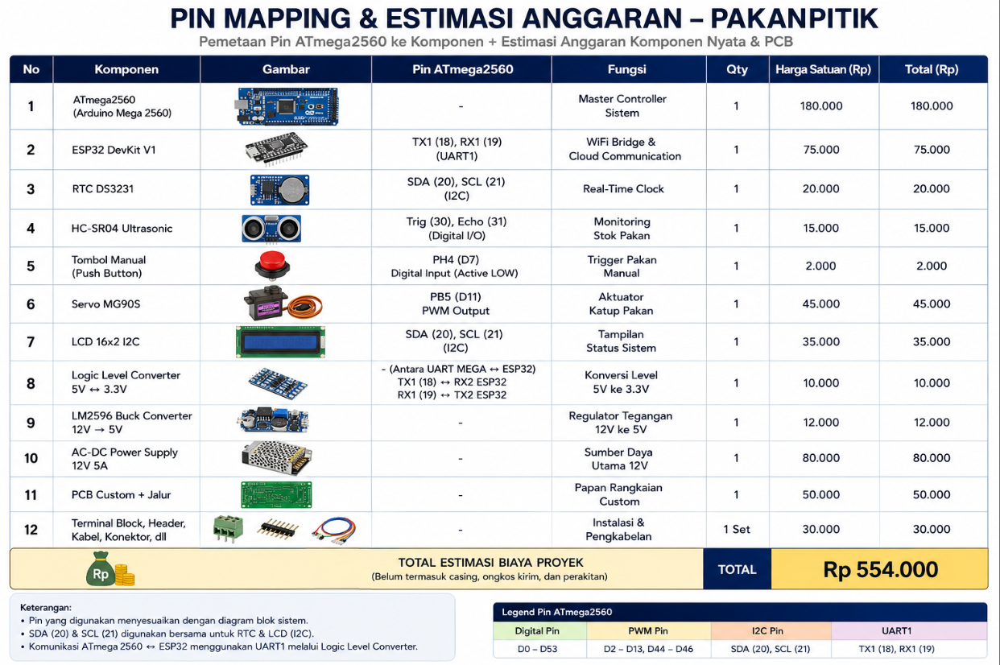 PIN MAPPING & ESTIMASI ANGGARAN – PAKANPITIK
Pemetaan Pin ATmega2560 ke Komponen + Estimasi Anggaran Komponen Nyata & PCB
No Komponen Gambar Pin ATmega2560 Fungsi Qty Harga Satuan (Rp) Total (Rp)
1 ATmega2560 (Arduino Mega 2560) - Master Controller Sistem 1 180.000 180.000
2 ESP32 DevKit V1 TX1 (18), RX1 (19) (UART1) WiFi Bridge & Cloud Communication 1 75.000 75.000
3 RTC DS3231 SDA (20), SCL (21) (I2C) Real-Time Clock 1 20.000 20.000
4 HC-SR04 Ultrasonic Trig (30), Echo (31) (Digital I/O) Monitoring Stok Pakan 1 15.000 15.000
5 Tombol Manual (Push Button) PH4 (D7) Digital Input (Active LOW) Trigger Pakan Manual 1 2.000 2.000
6 Servo MG90S PB5 (D11) PWM Output Aktuator Katup Pakan 1 45.000 45.000
7 LCD 16x2 I2C SDA (20), SCL (21) (I2C) Tampilan Status Sistem 1 35.000 35.000
8 Logic Level Converter 5V ↔ 3.3V - (Antara UART MEGA ↔ ESP32) TX1 (18) ↔ RX2 ESP32 RX1 (19) ↔ TX2 ESP32 Konversi Level 5V ke 3.3V 1 10.000 10.000
9 LM2596 Buck Converter 12V → 5V - Regulator Tegangan 12V ke 5V 1 12.000 12.000
10 AC-DC Power Supply 12V 5A - Sumber Daya Utama 12V 1 80.000 80.000
11 PCB Custom + Jalur - Papan Rangkaian Custom 1 50.000 50.000
12 Terminal Block, Header, Kabel, Konektor, dll - Instalasi & Pengkabelan 1 Set 30.000 30.000
Rp TOTAL ESTIMASI BIAYA PROYEK TOTAL Rp 554.000
(Belum termasuk casing, ongkos kirim, dan perakitan)
Keterangan:
• Pin yang digunakan menyesuaikan dengan diagram blok sistem.
• SDA (20) & SCL (21) digunakan bersama untuk RTC & LCD (I2C).
• Komunikasi ATmega 2560 ↔ ESP32 menggunakan UART1 melalui Logic Level Converter.
Legend Pin ATmega2560
Digital Pin PWM Pin I2C Pin UART1
D0 – D53 D2 – D13, D44 – D46 SDA (20), SCL (21) TX1 (18), RX1 (19)